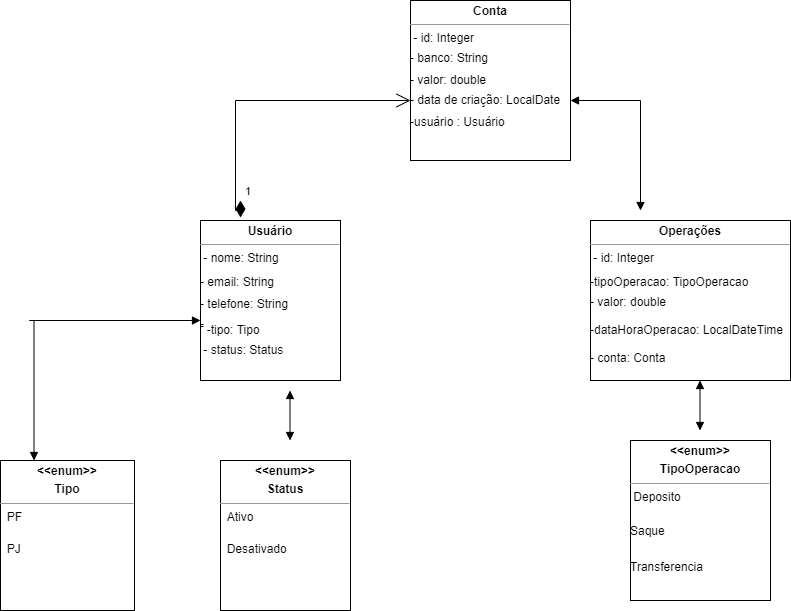 Conta
- id: Integer
- banco: String
- valor: double
- data de criação: LocalDate
-usuário : Usuário
1
Usuário
- nome: String
- email: String
- telefone: String
- -tipo: Tipo
- status: Status
Operações
- id: Integer
-tipoOperacao: TipoOperacao
- valor: double
-dataHoraOperacao: LocalDateTime
- conta: Conta
<<enum>>
Tipo
PF
PJ
<<enum>>
Status
Ativo
Desativado
<<enum>>
TipoOperacao
Deposito
Saque
Transferencia